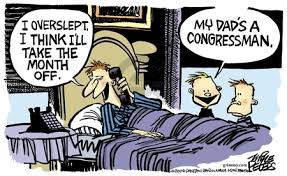 I OVERSLEPT.
I THINK I'LL
TAKE THE
MONTH
OFF.
MY DAD'S A
CONGRESSMAN.